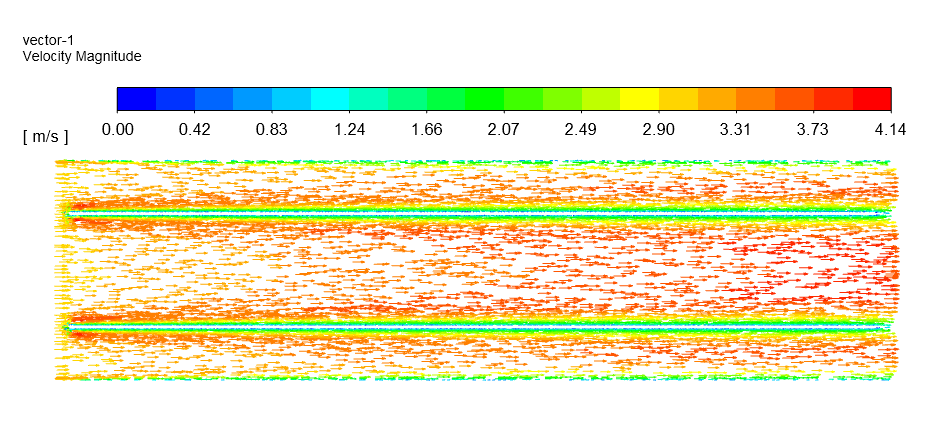 vector-1
Velocity Magnitude
[ m/s ] 0.00 0.42 0.83 1.24 1.66 2.07 2.49 2.90 3.31 3.73 4.14